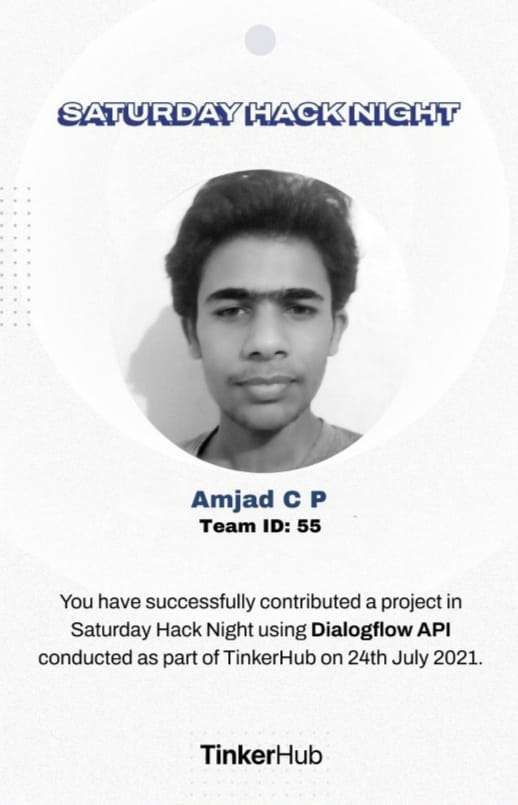 SATURDAY HACK NIGHT
Amjad C P
Team ID: 55
You have successfully contributed a project in
Saturday Hack Night using Dialogflow API
conducted as part of TinkerHub on 24th July 2021.
TinkerHub